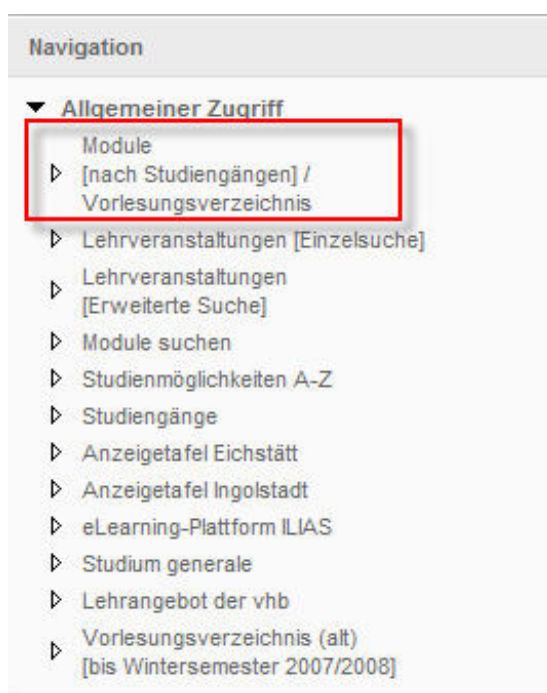 Navigation
Allgemeiner Zugriff
Module
[nach Studiengängen] /
Vorlesungsverzeichnis
Lehrveranstaltungen [Einzelsuche]
Lehrveranstaltungen
[Erweiterte Suche]
Module suchen
Studienmöglichkeiten A-Z
Studiengänge
Anzeigetafel Eichstätt
Anzeigetafel Ingolstadt
eLearning-Plattform ILIAS
Studium generale
Lehrangebot der vhb
Vorlesungsverzeichnis (alt)
[bis Wintersemester 2007/2008]